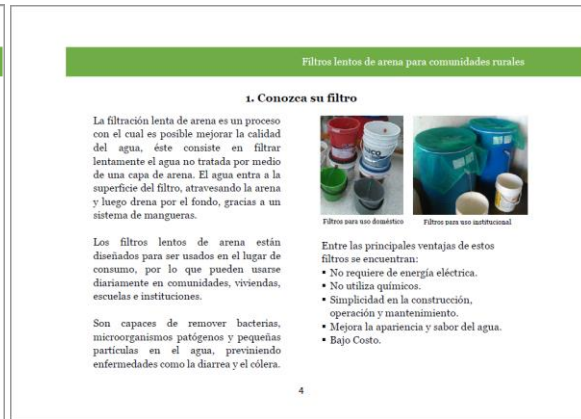 Filtros lentos de arena para comunidades rurales
1. Conozca su filtro
La filtración lenta de arena es un proceso
con el cual es posible mejorar la calidad
del agua, éste consiste en filtrar
lentamente el agua no tratada por medio
de una capa de arena. El agua entra a la
superficie del filtro, atravesando la arena
y luego drena por el fondo, gracias a un
sistema de mangueras.
Los filtros lentos de arena están
diseñados para ser usados en el lugar de
consumo, por lo que pueden usarse
diariamente en comunidades, viviendas,
escuelas e instituciones.
Son capaces de remover bacterias,
microorganismos patógenos y pequeñas
partículas en el agua, previniendo
enfermedades como la diarrea y el cólera.
Filtros para uso doméstico
Filtros para uso institucional
Entre las principales ventajas de estos
filtros se encuentran:
▪ No requiere de energía eléctrica.
▪ No utiliza químicos.
▪ Simplicidad en la construcción,
operación y mantenimiento.
▪ Mejora la apariencia y sabor del agua.
▪ Bajo Costo.
4